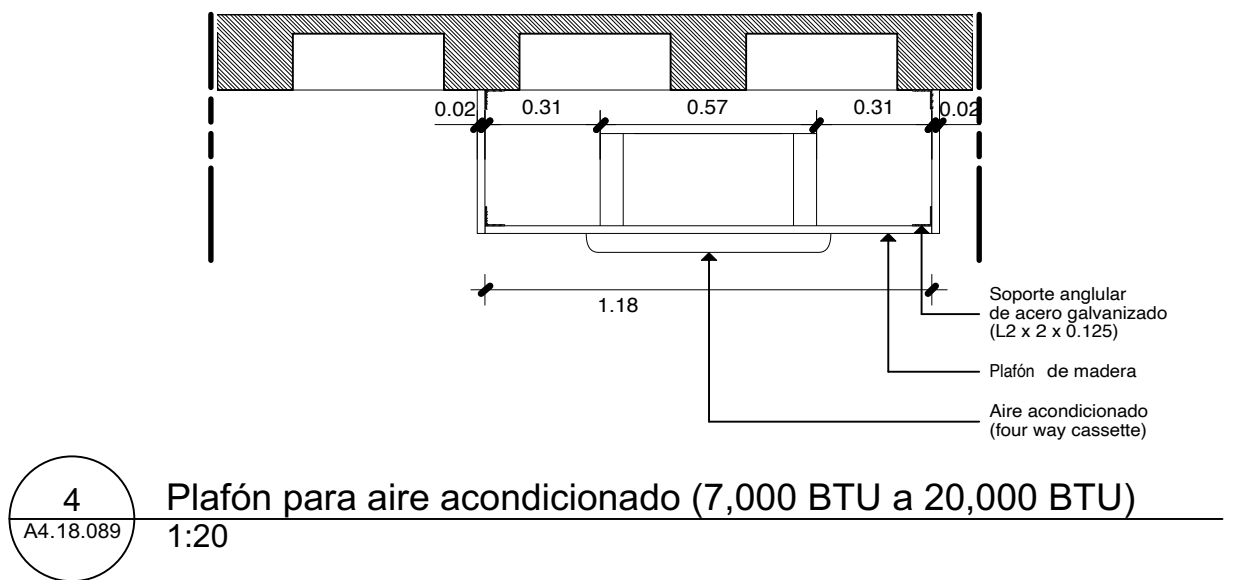 0.02
0.31
0.57
0.31
0.02
1.18
Soporte anglular
de acero galvanizado
(L2 x 2 x 0.125)
Plafón de madera
Aire acondicionado
(four way cassette)
4
A4.18.089
Plafón para aire acondicionado (7,000 BTU a 20,000 BTU)
1:20